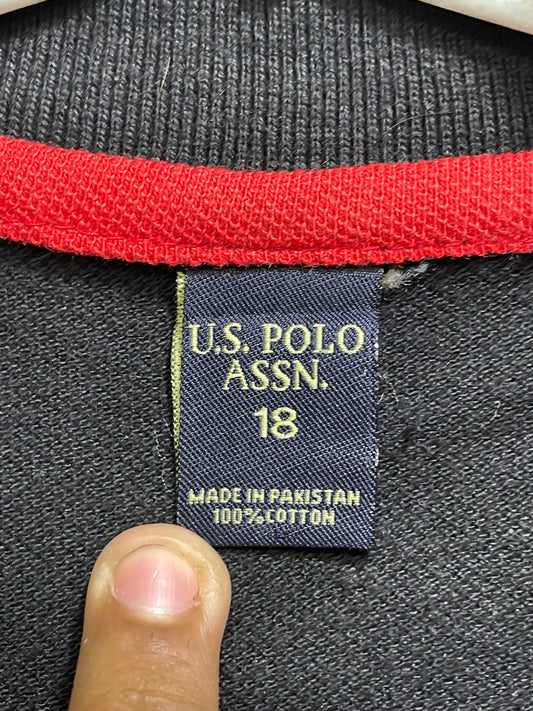 U.S. POLO
ASSN.
18
MADE IN PAKISTAN
100% COTTON